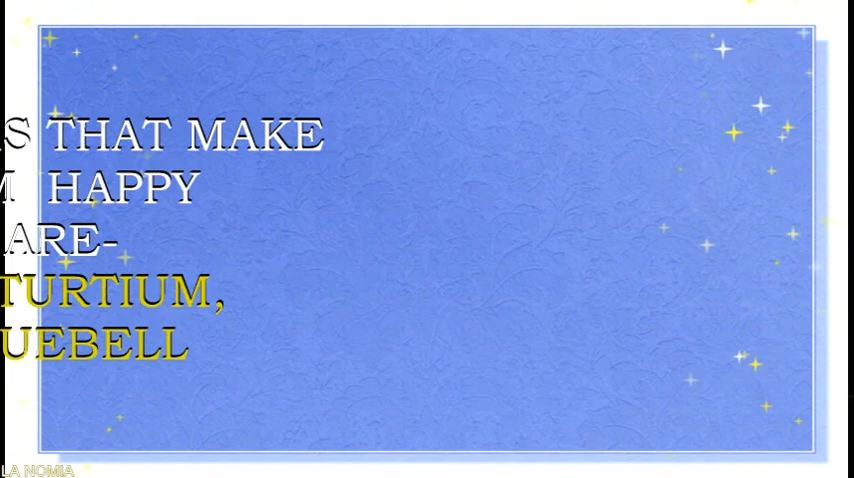 S THAT MAKE
M HAPPY
ARE-
TURTIUM,
UEBELL
LA NOMIA